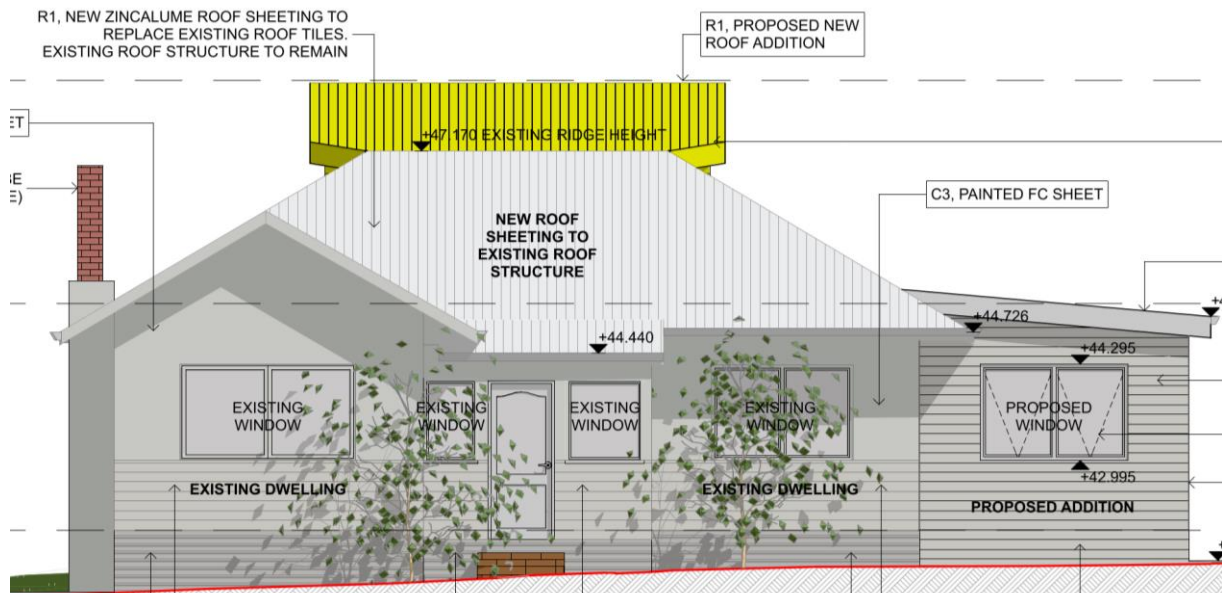 R1, NEW ZINCALUME ROOF SHEETING TO
REPLACE EXISTING ROOF TILES.
EXISTING ROOF STRUCTURE TO REMAIN
R1, PROPOSED NEW
ROOF ADDITION
ET
+47.170 EXISTING RIDGE HEIGHT
E)
C3, PAINTED FC SHEET
NEW ROOF
SHEETING TO
EXISTING ROOF
STRUCTURE
+44.726
+44.440
+44.295
EXISTING
WINDOW
EXISTING
WINDOW
EXISTING
WINDOW
EXISTING
WINDOW
PROPOSED
WINDOW
+42.995
EXISTING DWELLING
EXISTING DWELLING
PROPOSED ADDITION